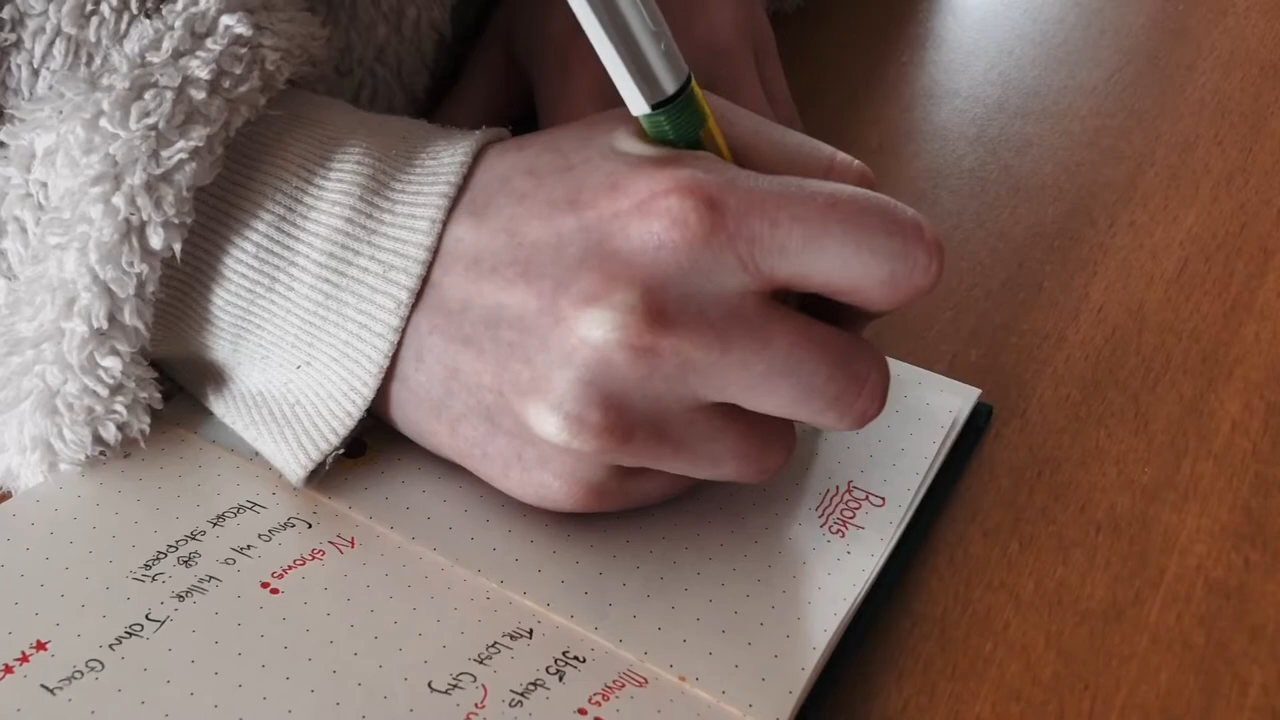 Books
TV shows:
Convo w/ a killer: John Gacy
Heart stopper!!
Movies:
365 days
The Lost City